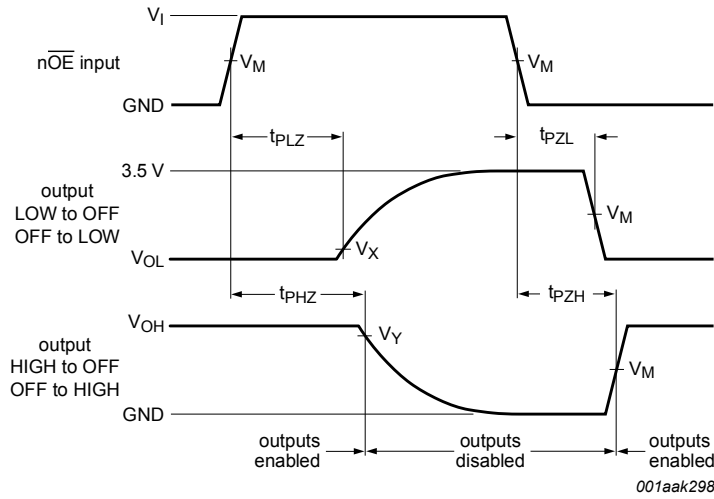 V_I
nOE input
V_M
V_M
GND
t_PLZ
t_PZL
3.5 V
output
LOW to OFF
OFF to LOW
V_M
V_X
V_OL
t_PHZ
t_PZH
V_OH
V_Y
output
HIGH to OFF
OFF to HIGH
V_M
GND
outputs
enabled
outputs
disabled
outputs
enabled
001aak298